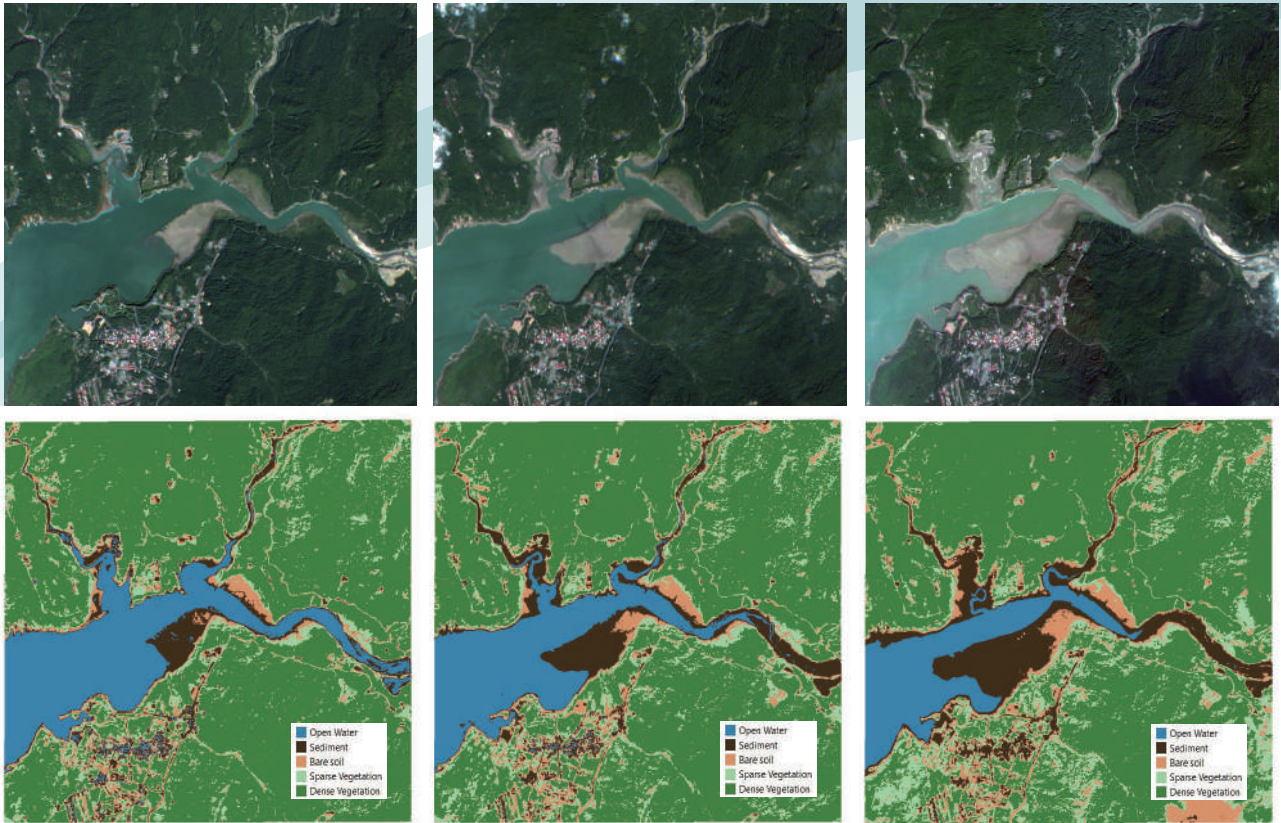 Open Water
Sediment
Bare soil
Sparse Vegetation
Dense Vegetation
Open Water
Sediment
Bare soil
Sparse Vegetation
Dense Vegetation
Open Water
Sediment
Bare soil
Sparse Vegetation
Dense Vegetation